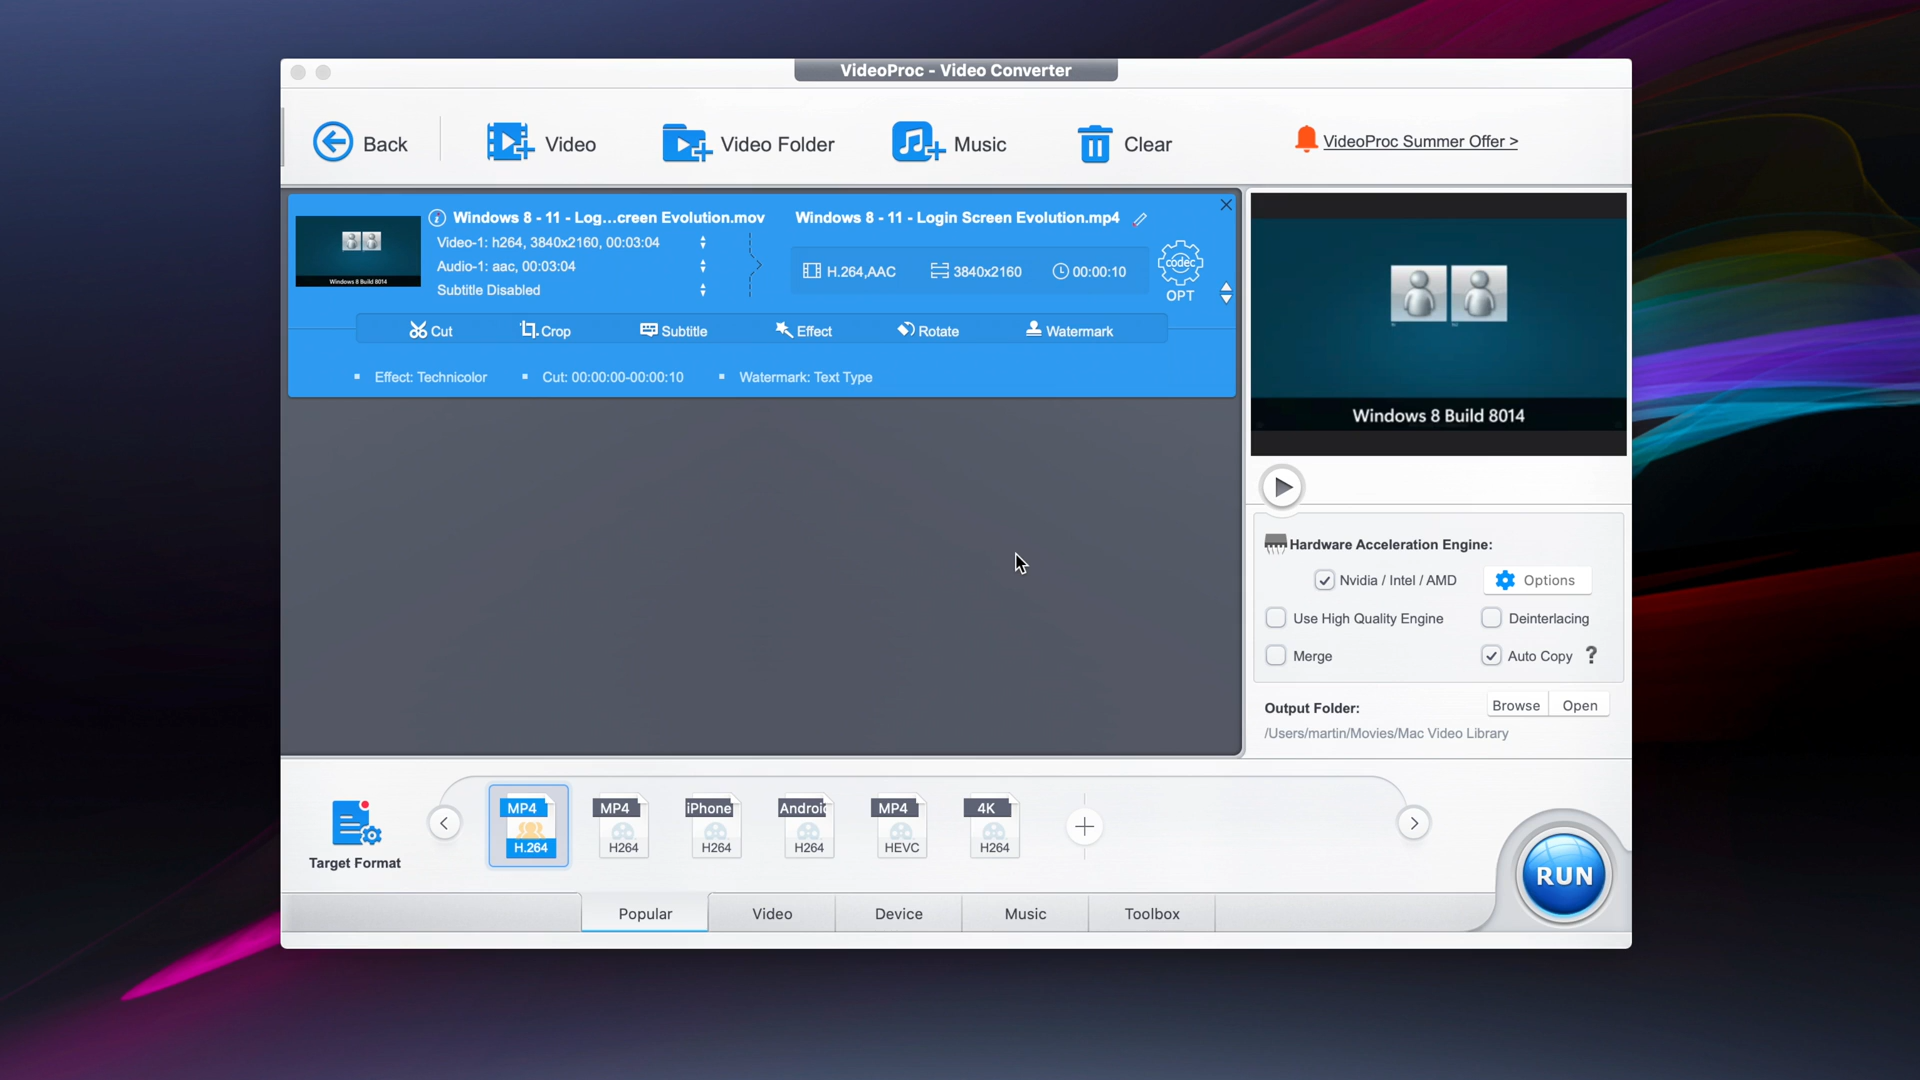 VideoProc - Video Converter
Back
Video
Video Folder
Music
Clear
VideoProc Summer Offer >
Windows 8 - 11 - Log...creen Evolution.mov
Windows 8 - 11 - Login Screen Evolution.mp4
Video-1: h264, 3840x2160, 00:03:04
Audio-1: aac, 00:03:04
Subtitle Disabled
Windows 8 Build 8014
H.264,AAC
3840x2160
00:00:10
codec
OPT
Cut
Crop
Subtitle
Effect
Rotate
Watermark
Effect: Technicolor
Cut: 00:00:00-00:00:10
Watermark: Text Type
Windows 8 Build 8014
Hardware Acceleration Engine:
Nvidia / Intel / AMD
Options
Use High Quality Engine
Deinterlacing
Merge
Auto Copy ?
Output Folder:
Browse
Open
/Users/martin/Movies/Mac Video Library
Target Format
MP4
H.264
MP4
H264
iPhone
H264
Androi
H264
MP4
HEVC
4K
H264
RUN
Popular
Video
Device
Music
Toolbox